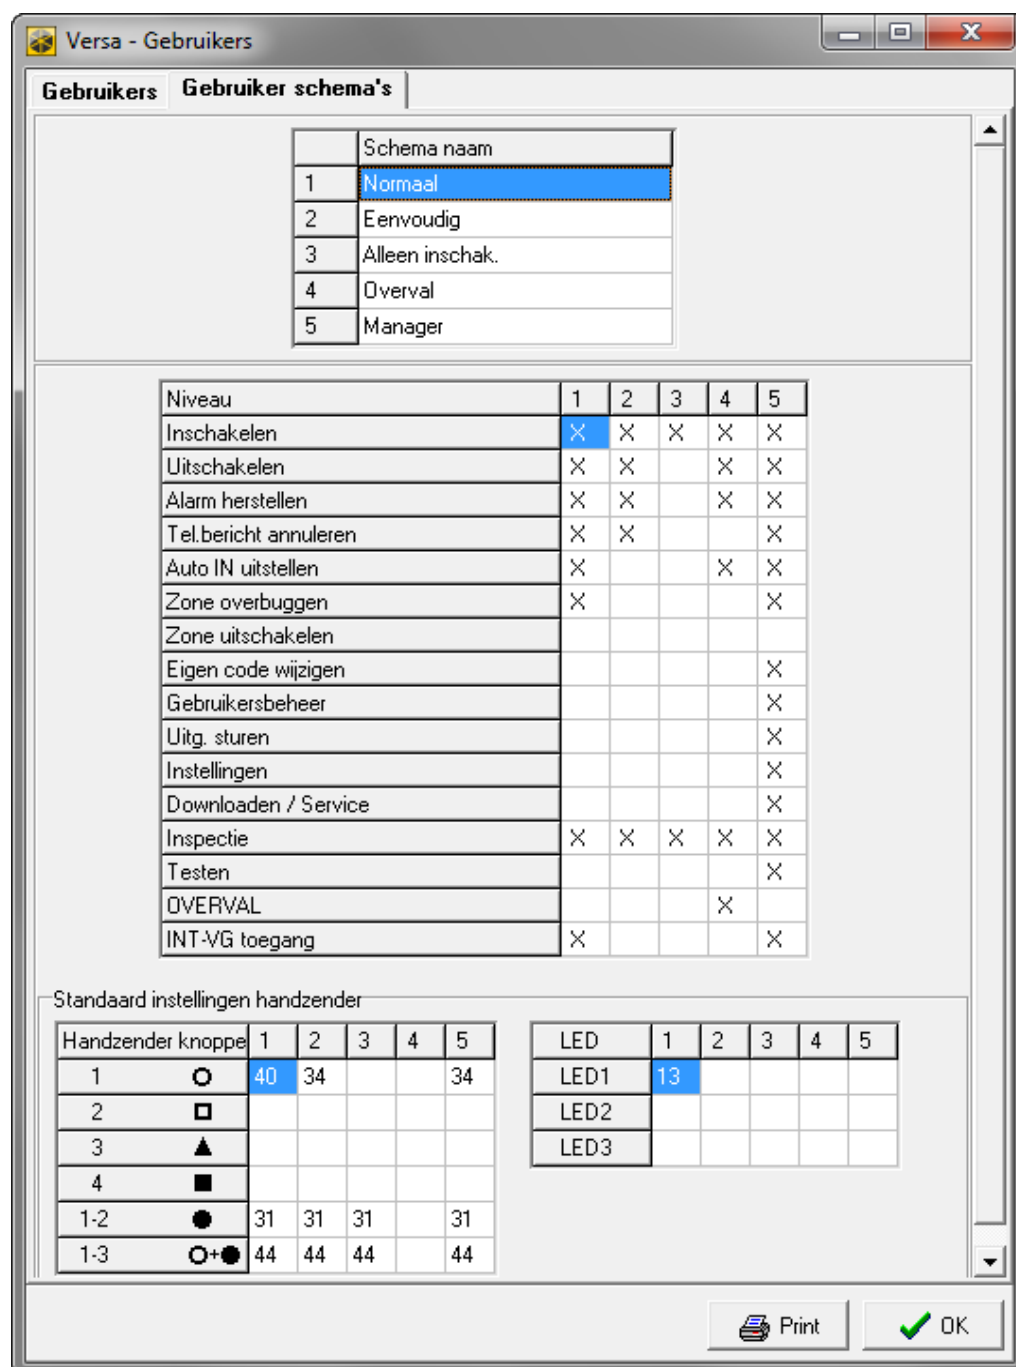 Versa - Gebruikers
Gebruikers Gebruiker schema's
Schema naam
1 Normaal
2 Eenvoudig
3 Alleen inschak.
4 Overval
5 Manager
Niveau 1 2 3 4 5
Inschakelen X X X X X
Uitschakelen X X X X
Alarm herstellen X X X X
Tel.bericht annuleren X X X
Auto IN uitstellen X X X
Zone overbuggen X X
Zone uitschakelen
Eigen code wijzigen X
Gebruikersbeheer X
Uitg. sturen X
Instellingen X
Downloaden / Service X
Inspectie X X X X X
Testen X
OVERVAL X
INT-VG toegang X X
Standaard instellingen handzender
Handzender knoppe 1 2 3 4 5
1 40 34 34
2
3
4
1-2 31 31 31 31
1-3 + 44 44 44 44
LED 1 2 3 4 5
LED1 13
LED2
LED3
Print OK